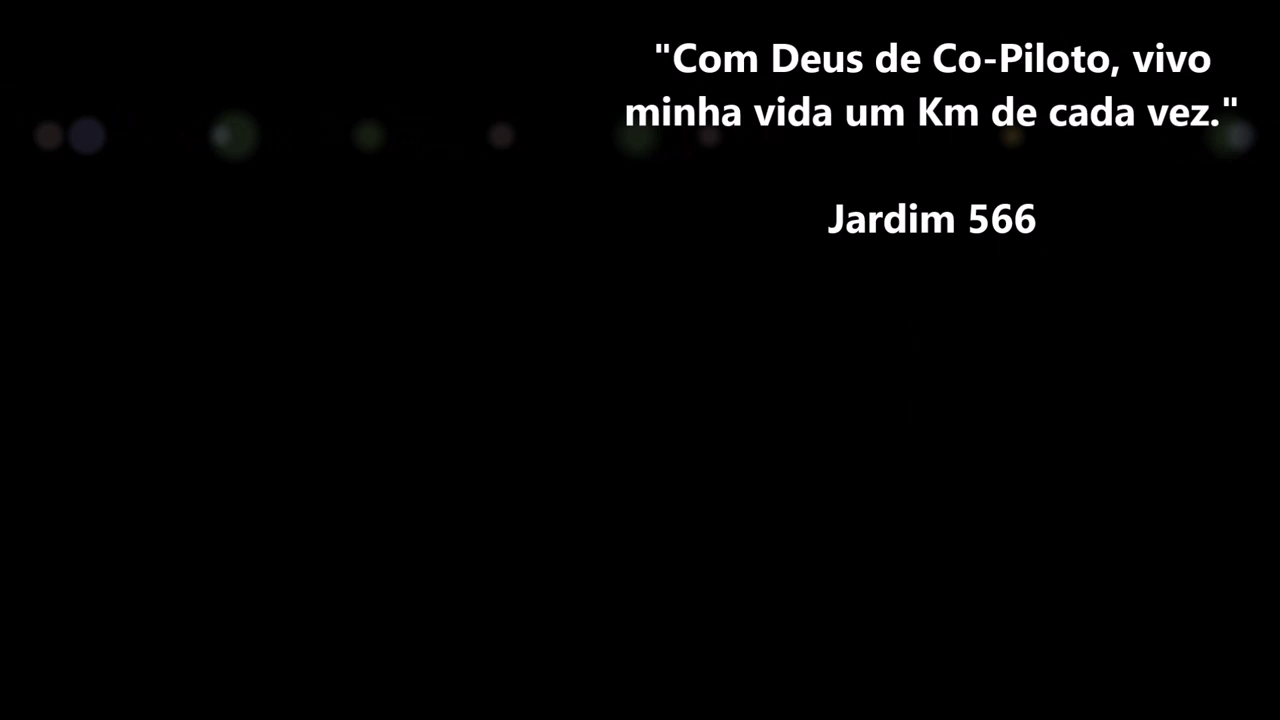 "Com Deus de Co-Piloto, vivo
minha vida um Km de cada vez."
Jardim 566